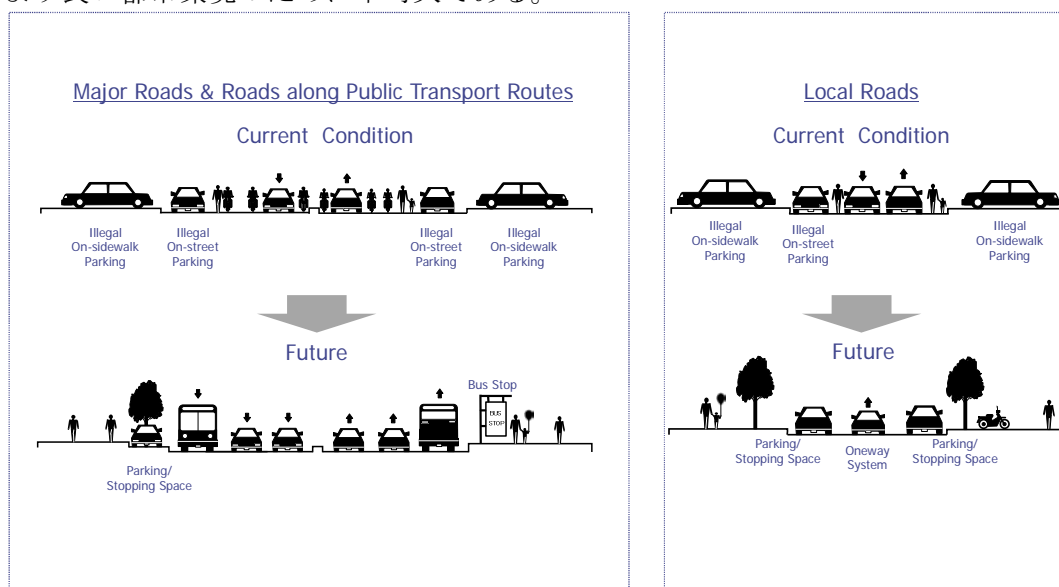 Major Roads & Roads along Public Transport Routes
Current Condition
Illegal
On-sidewalk
Parking
Illegal
On-street
Parking
Illegal
On-street
Parking
Illegal
On-sidewalk
Parking
Future
Bus Stop
BUS
STOP
Parking/
Stopping Space
Local Roads
Current Condition
Illegal
On-sidewalk
Parking
Illegal
On-street
Parking
Illegal
On-sidewalk
Parking
Future
Parking/
Stopping Space
Oneway
System
Parking/
Stopping Space